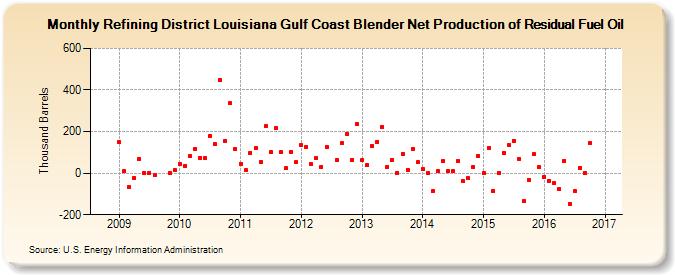 Monthly Refining District Louisiana Gulf Coast Blender Net Production of Residual Fuel Oil
Thousand Barrels
600
400
200
0
-200
2009 2010 2011 2012 2013 2014 2015 2016 2017
Source: U.S. Energy Information Administration